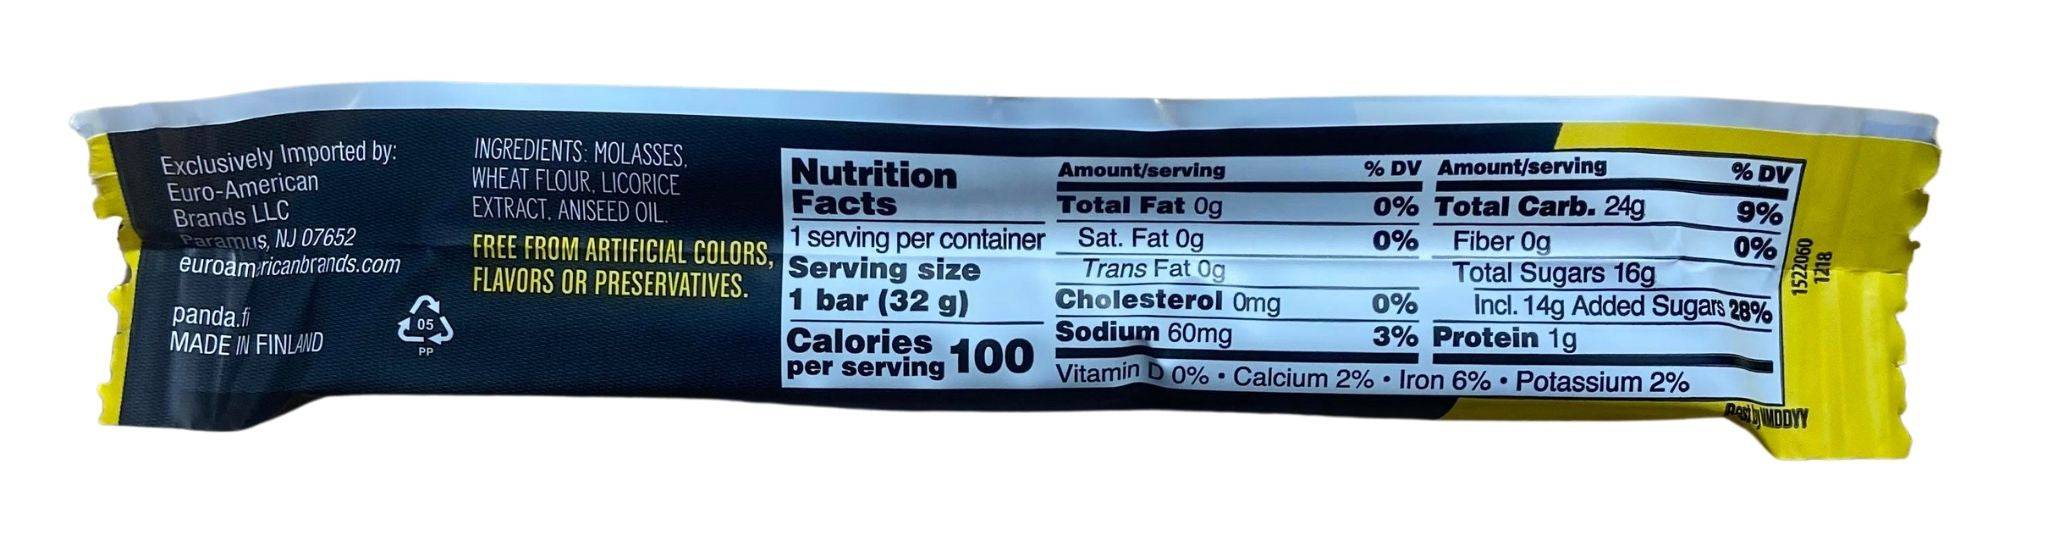 Exclusively Imported by:
Euro-American
Brands LLC
Paramus, NJ 07652
euroamericanbrands.com
panda.fi
MADE IN FINLAND
05
PP
INGREDIENTS: MOLASSES,
WHEAT FLOUR, LICORICE
EXTRACT, ANISEED OIL.
FREE FROM ARTIFICIAL COLORS,
FLAVORS OR PRESERVATIVES.
Nutrition
Facts
1 serving per container
Serving size
1 bar (32 g)
Calories
per serving 100
Amount/serving % DV
Total Fat 0g 0%
Sat. Fat 0g 0%
Trans Fat 0g
Cholesterol 0mg 0%
Sodium 60mg 3%
Amount/serving % DV
Total Carb. 24g 9%
Fiber 0g 0%
Total Sugars 16g
Incl. 14g Added Sugars 28%
Protein 1g
Vitamin D 0% • Calcium 2% • Iron 6% • Potassium 2%
1522060
1218
by MMDDYY